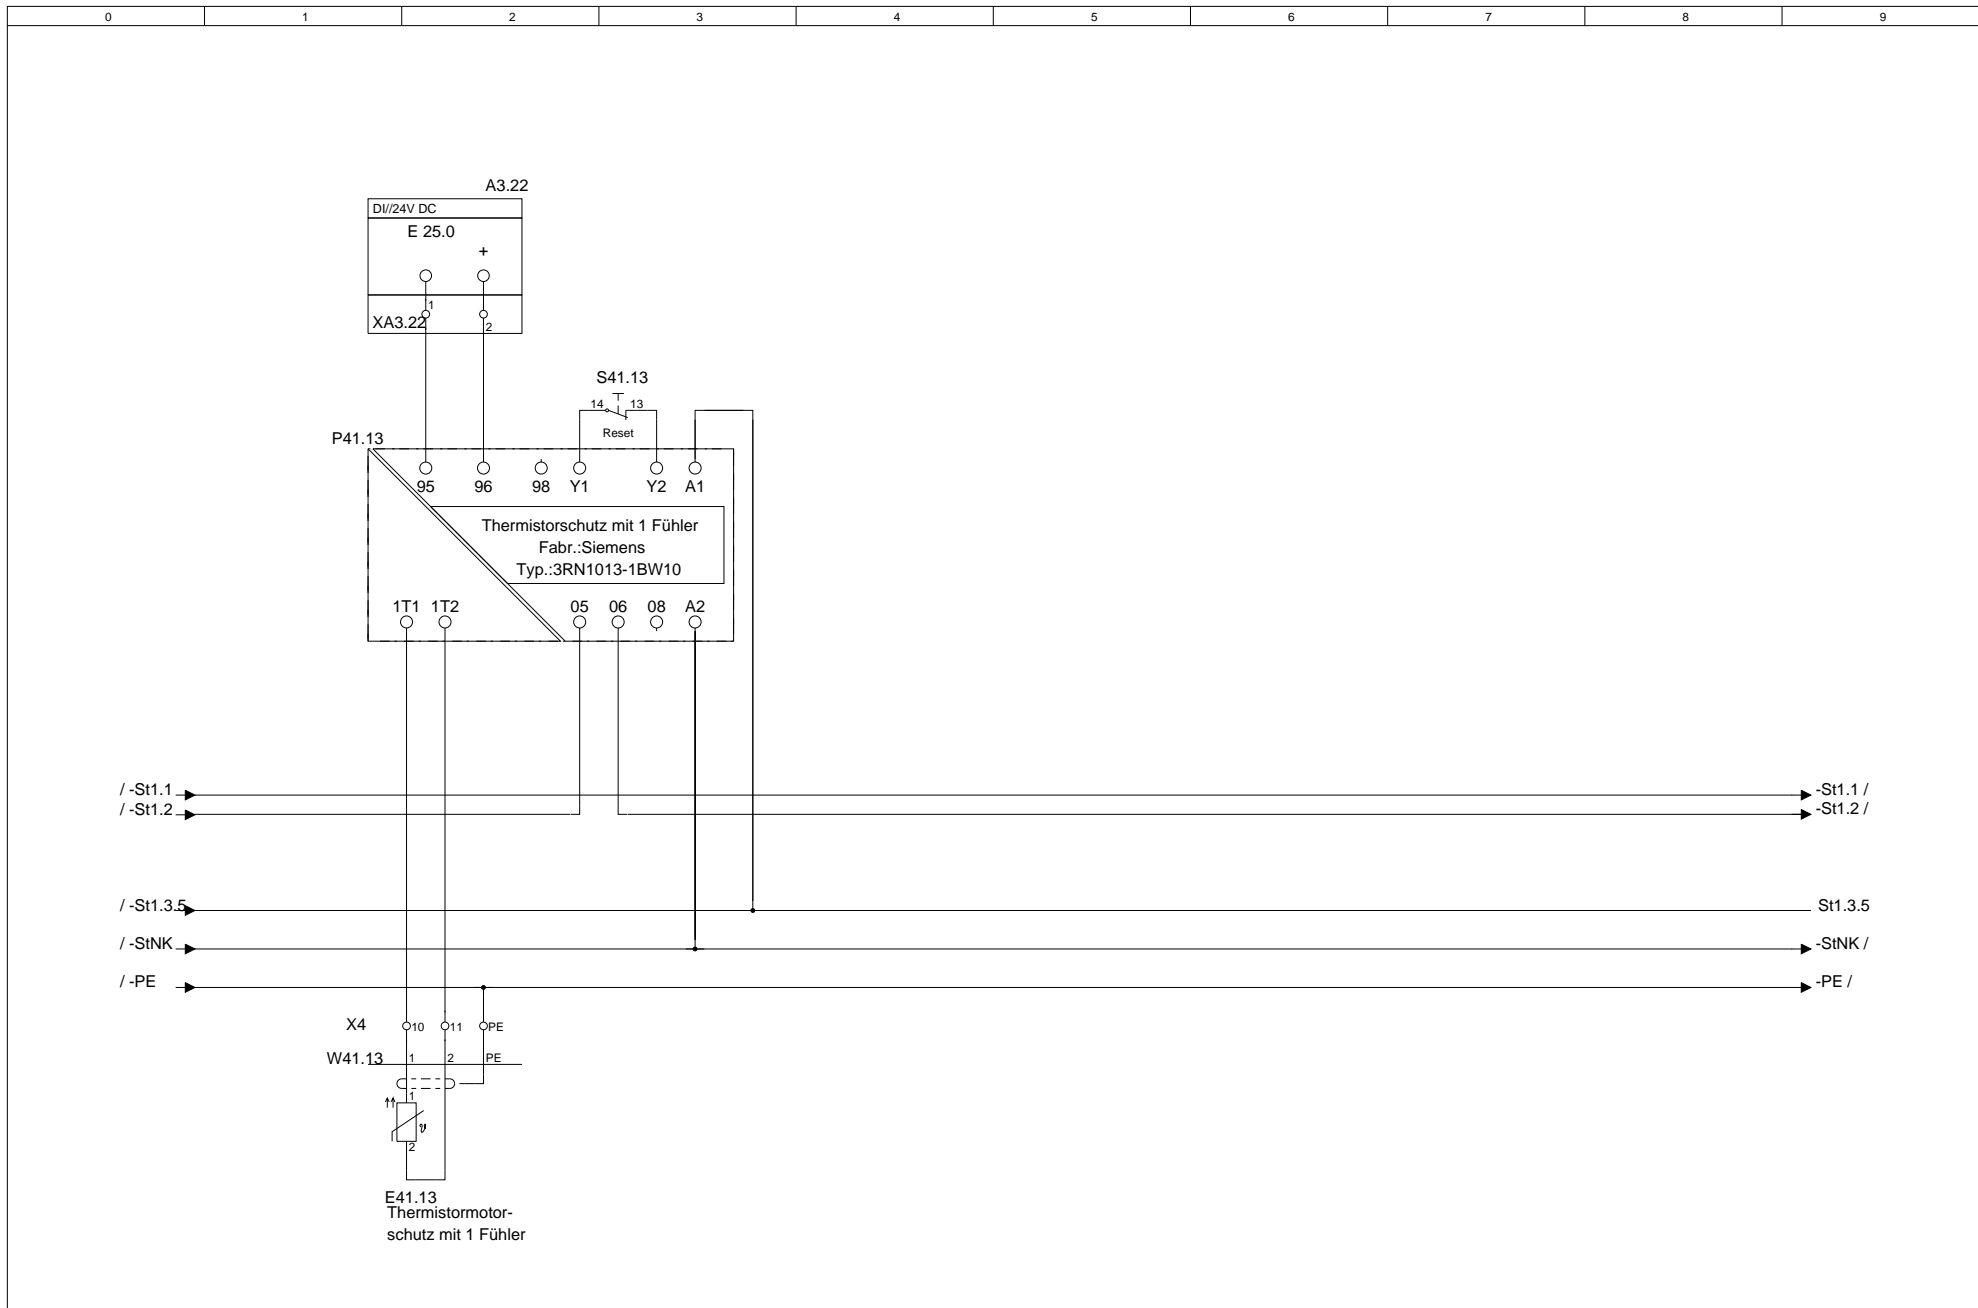 0 1 2 3 4 5 6 7 8 9
A3.22
DI//24V DC
E 25.0
+
1
XA3.22
2
S41.13
14 13
Reset
P41.13
95 96 98 Y1 Y2 A1
Thermistorschutz mit 1 Fühler
Fabr.:Siemens
Typ.:3RN1013-1BW10
1T1 1T2 05 06 08 A2
/ -St1.1 -St1.1 /
/ -St1.2 -St1.2 /
/ -St1.3.5 St1.3.5
/ -StNK -StNK /
/ -PE -PE /
X4 10 11 PE
W41.13 1 2 PE
1
ϑ
2
E41.13
Thermistormotor-
schutz mit 1 Fühler